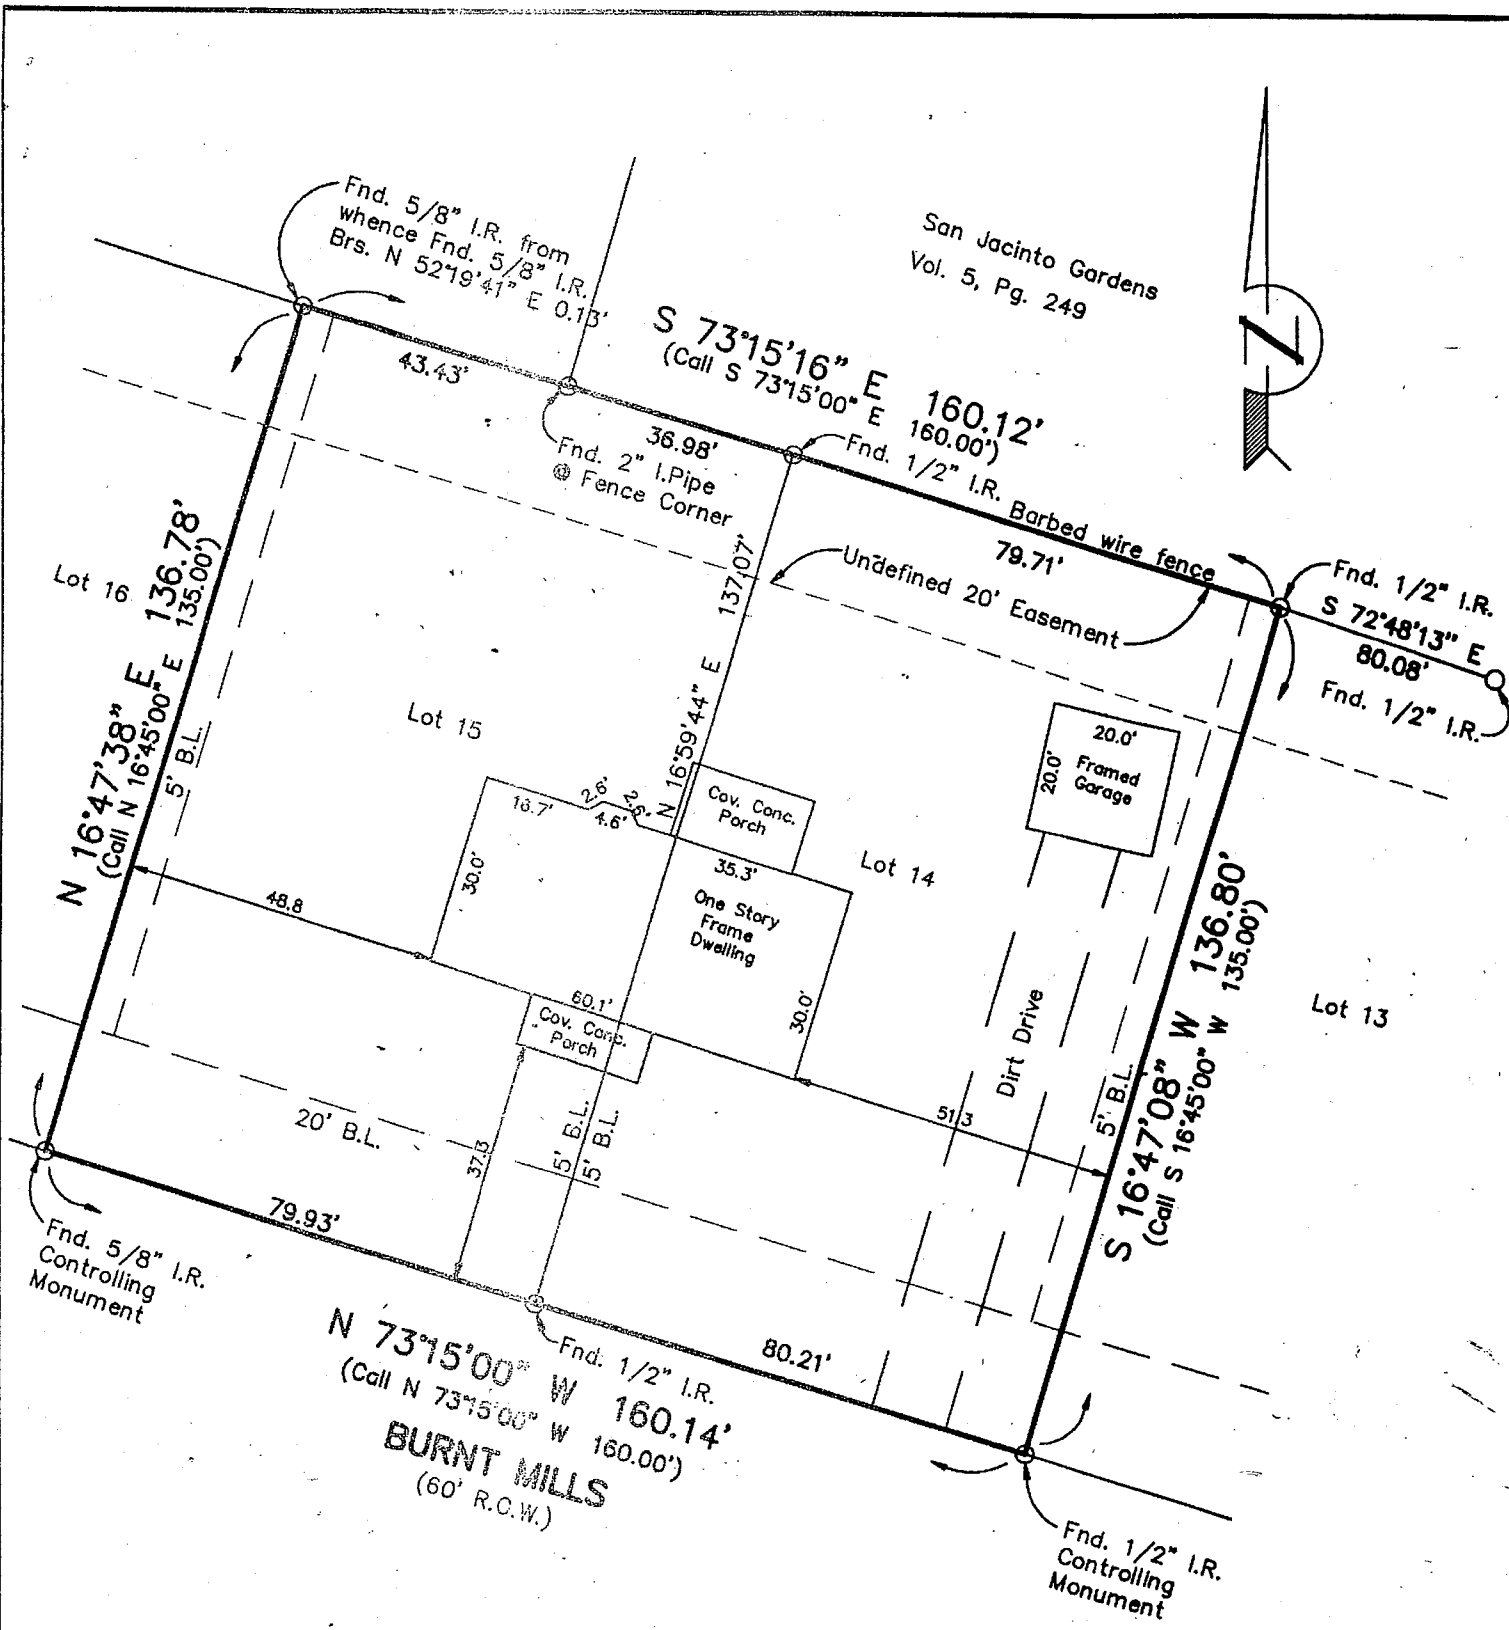 Fnd. 5/8" I.R. from
whence Fnd. 5/8" I.R.
Brs. N 52°19'41" E 0.13'
San Jacinto Gardens
Vol. 5, Pg. 249
N
S 73°15'16" E 160.12'
(Call S 73°15'00" E 160.00')
43.43'
36.98'
Fnd. 2" I.Pipe
@ Fence Corner
Fnd. 1/2" I.R.
Barbed wire fence
79.71'
Undefined 20' Easement
Fnd. 1/2" I.R.
S 72°48'13" E
80.08'
Fnd. 1/2" I.R.
Lot 16
N 16°47'38" E 136.78'
(Call N 16°45'00" E 135.00')
5' B.L.
Lot 15
N 16°59'44" E 137.07'
20.0'
20.0'
Framed
Garage
16.7'
2.6'
4.6'
2.6'
Cov. Conc.
Porch
Lot 14
30.0'
35.3'
One Story
Frame
Dwelling
48.8
60.1'
30.0'
Cov. Conc.
Porch
Dirt Drive
S 16°47'08" W 136.80'
(Call S 16°45'00" W 135.00')
5' B.L.
Lot 13
20' B.L.
37.3
5' B.L.
5' B.L.
51.3
79.93'
80.21'
Fnd. 5/8" I.R.
Controlling
Monument
Fnd. 1/2" I.R.
N 73°15'00" W 160.14'
(Call N 73°15'00" W 160.00')
BURNT MILLS
(60' R.O.W.)
Fnd. 1/2" I.R.
Controlling
Monument